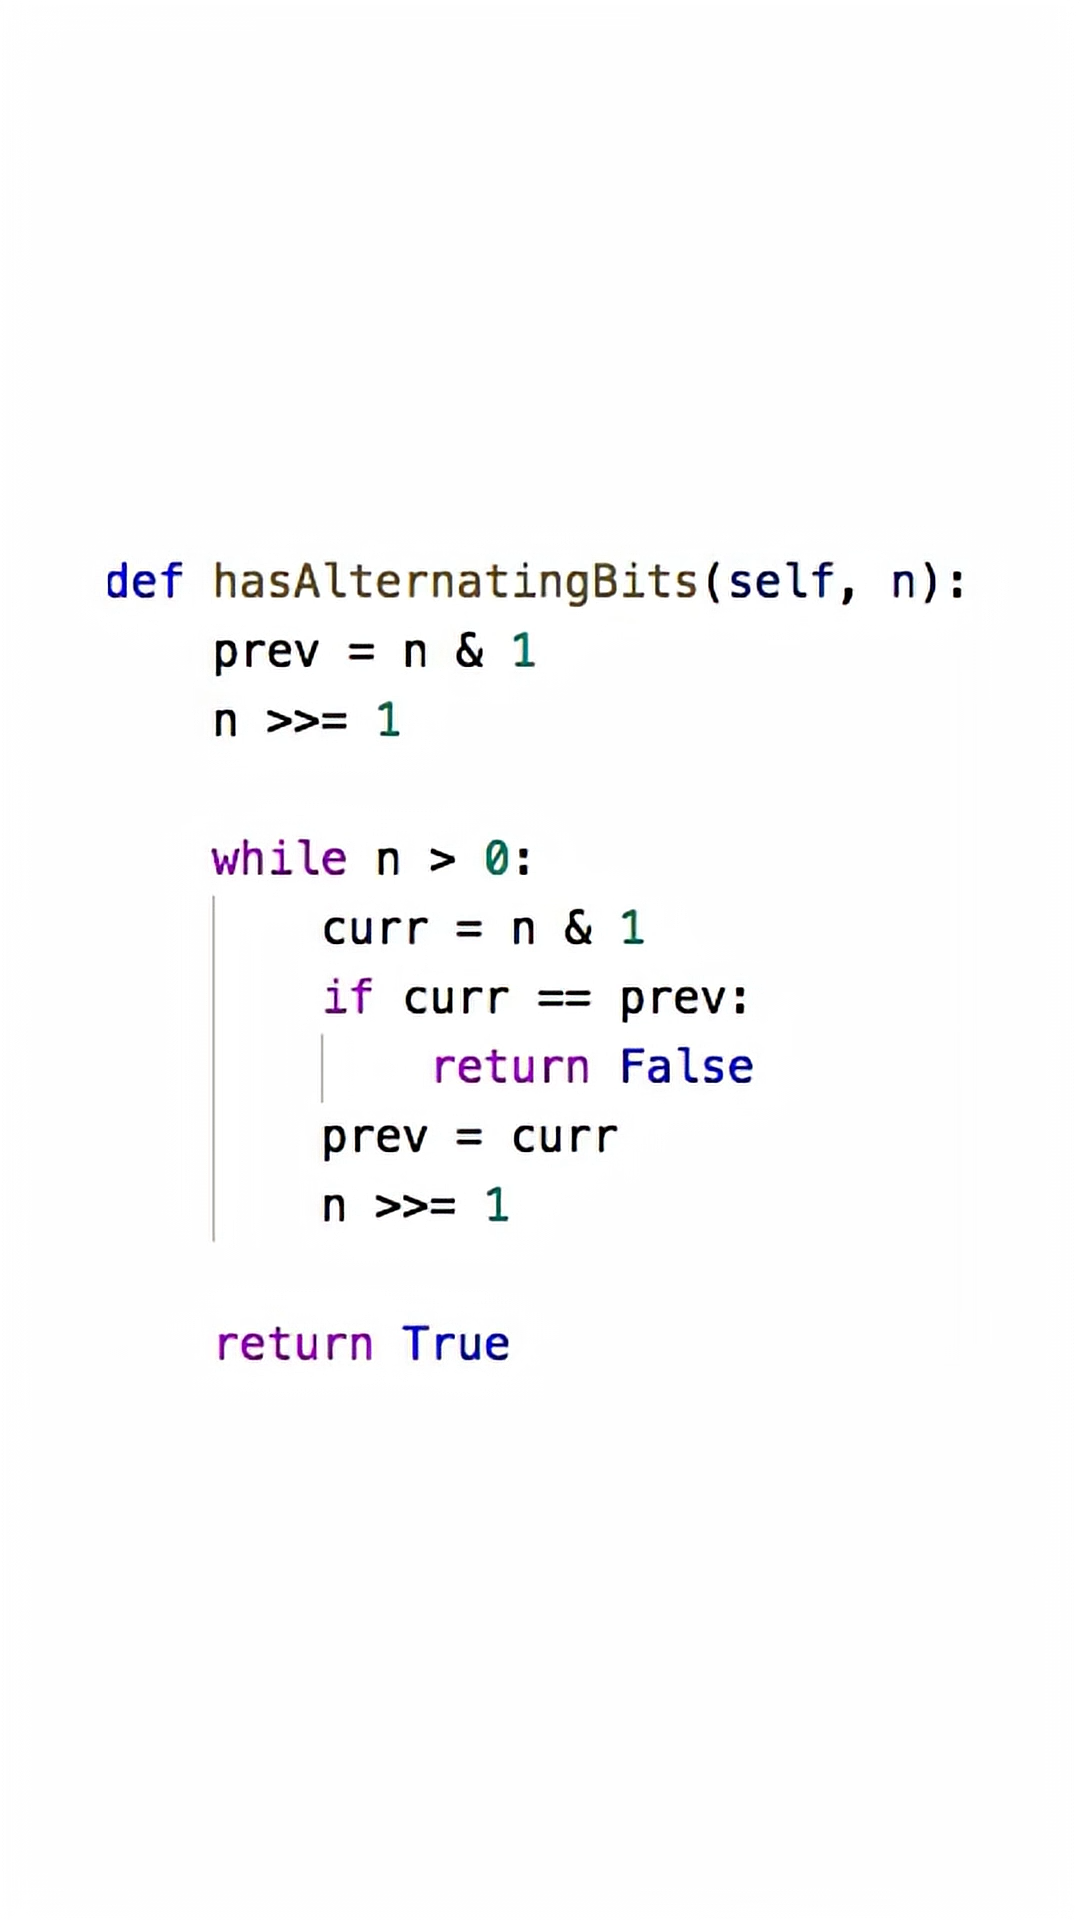 def hasAlternatingBits(self, n):
    prev = n & 1
    n >>= 1

    while n > 0:
        curr = n & 1
        if curr == prev:
            return False
        prev = curr
        n >>= 1

    return True